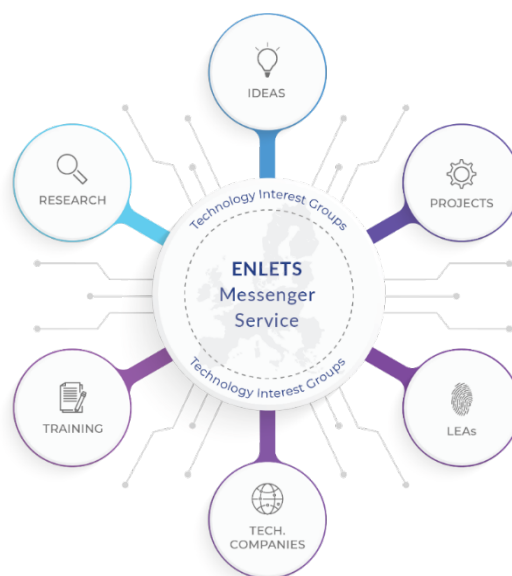 IDEAS
RESEARCH
PROJECTS
Technology Interest Groups
ENLETS
Messenger
Service
Technology Interest Groups
TRAINING
LEAs
TECH.
COMPANIES